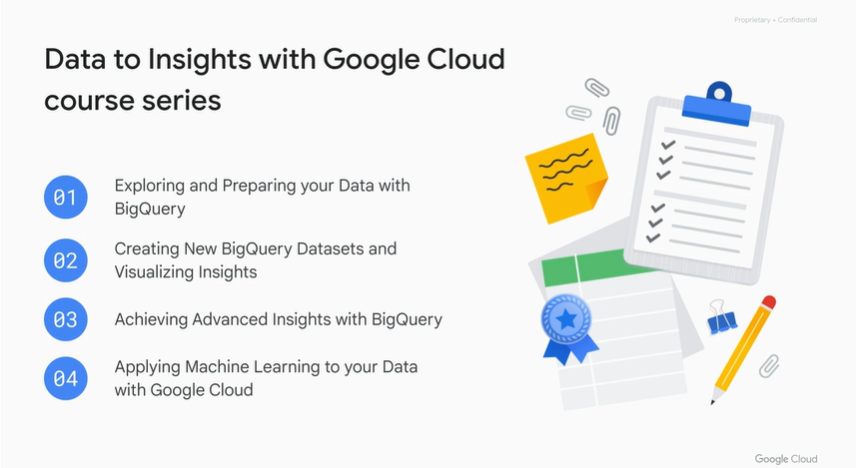 Proprietary + Confidential
Data to Insights with Google Cloud
course series
01
Exploring and Preparing your Data with
BigQuery
02
Creating New BigQuery Datasets and
Visualizing Insights
03
Achieving Advanced Insights with BigQuery
04
Applying Machine Learning to your Data
with Google Cloud
Google Cloud